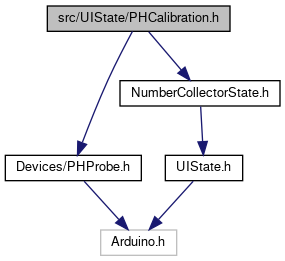 src/UIState/PHCalibration.h
NumberCollectorState.h
Devices/PHProbe.h
UIState.h
Arduino.h